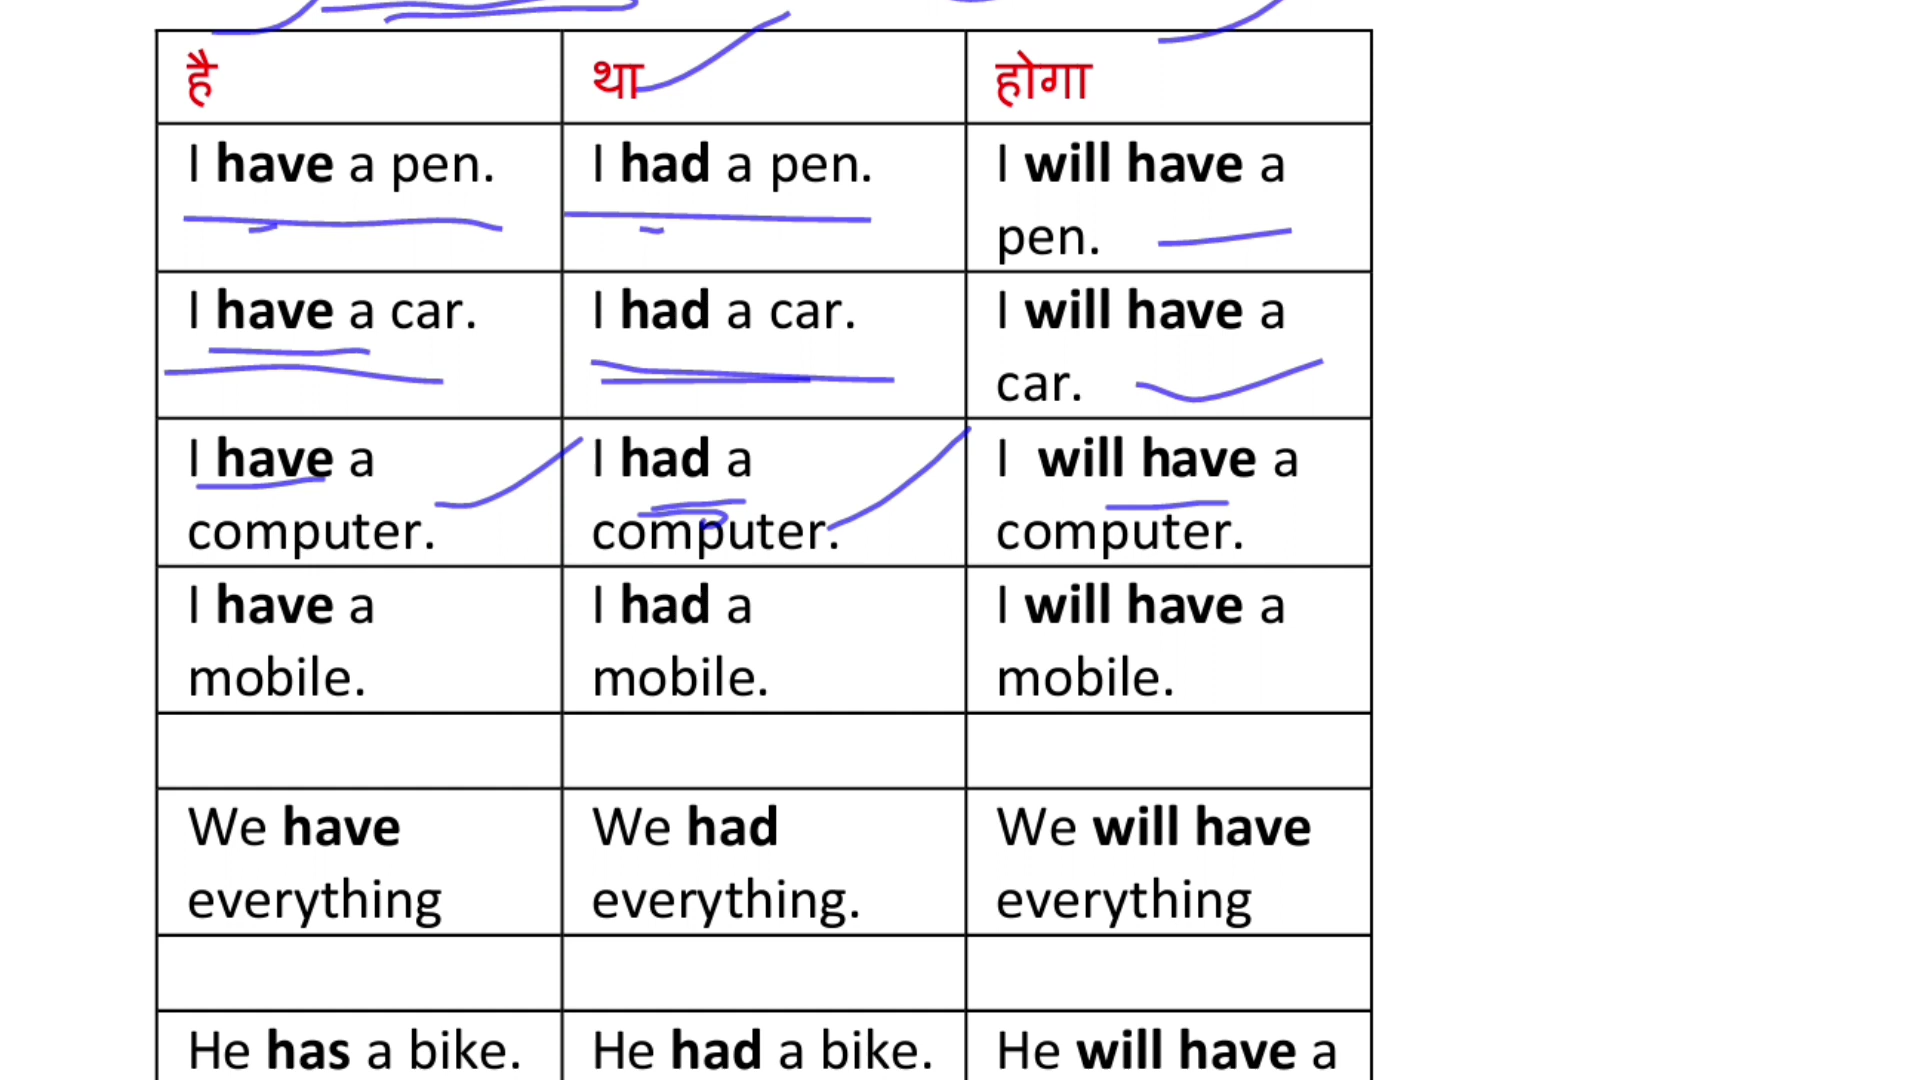 है था होगा
I have a pen. I had a pen. I will have a
pen.
I have a car. I had a car. I will have a
car.
I have a I had a I will have a
computer. computer. computer.
I have a I had a I will have a
mobile. mobile. mobile.
We have We had We will have
everything everything. everything
He has a bike. He had a bike. He will have a